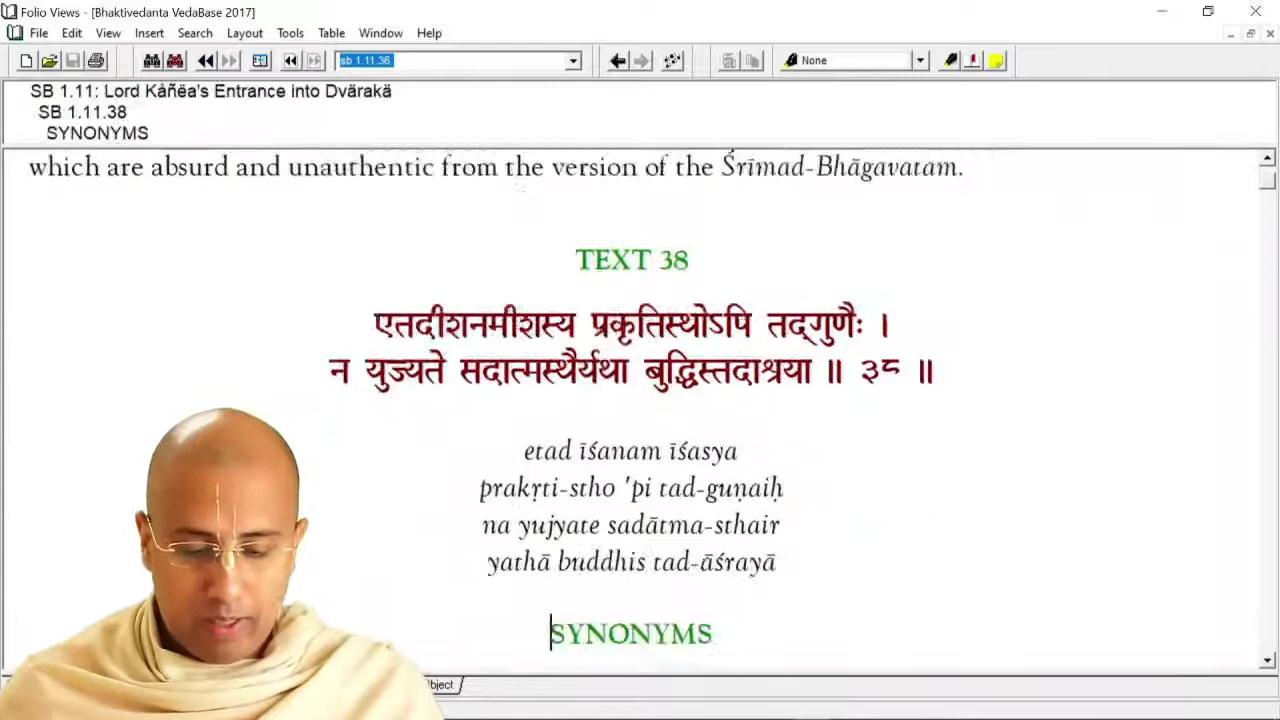 Folio Views - [Bhaktivedanta VedaBase 2017]
File Edit View Insert Search Layout Tools Table Window Help
sb 1.11.36
None
SB 1.11: Lord Kåñëa's Entrance into Dvärakä
SB 1.11.38
SYNONYMS
which are absurd and unauthentic from the version of the Śrīmad-Bhāgavatam.
TEXT 38
एतदीशनमीशस्य प्रकृतिस्थोऽपि तद्‍गुणैः ।
न युज्यते सदात्मस्थैर्यथा बुद्धिस्तदाश्रया ॥ ३८ ॥
etad īśanam īśasya
prakṛti-stho 'pi tad-guṇaiḥ
na yujyate sadātma-sthair
yathā buddhis tad-āśrayā
SYNONYMS